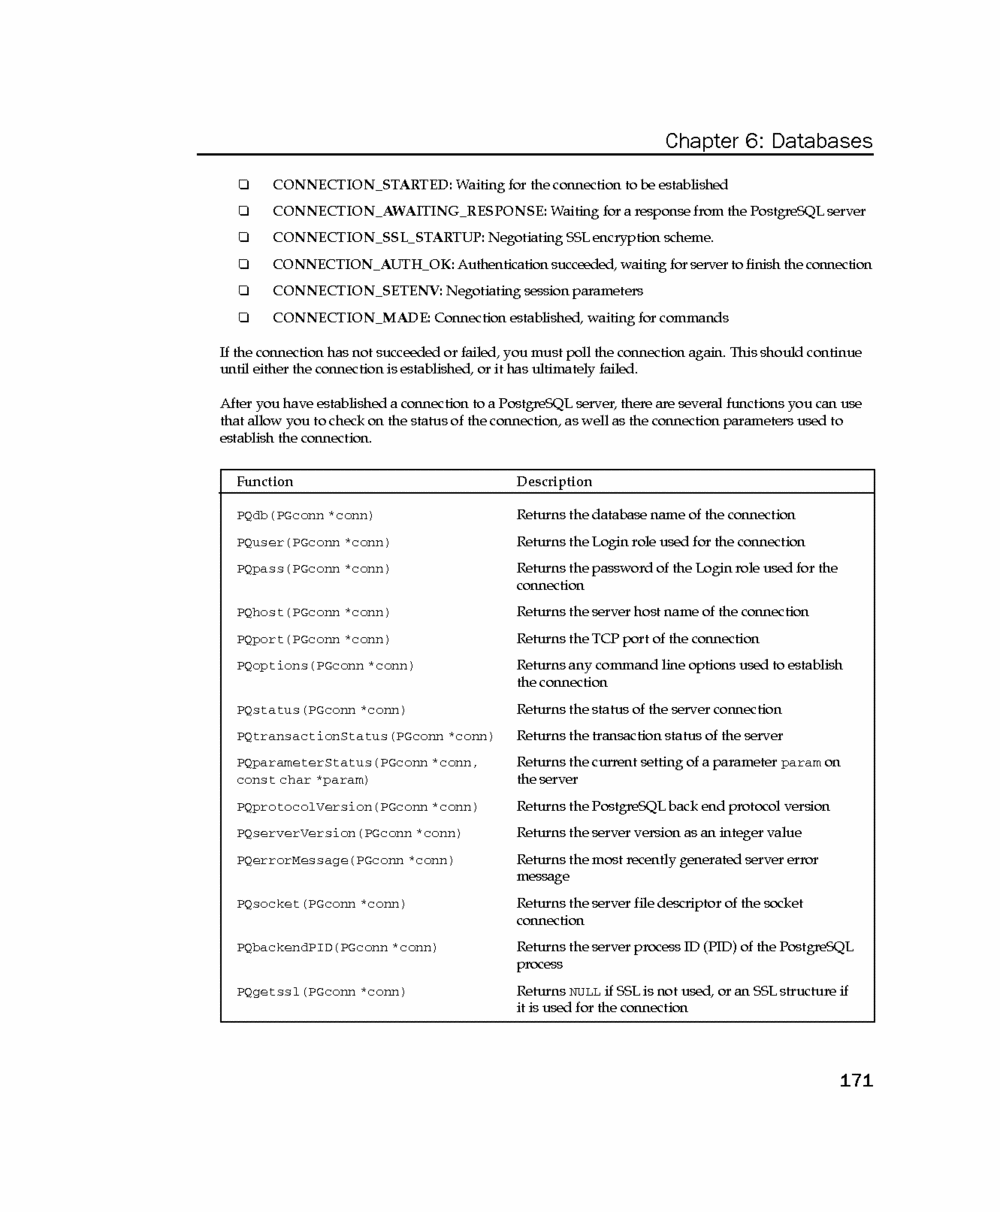 Chapter 6: Databases
❑ CONNECTION_STARTED: Waiting for the connection to be established
❑ CONNECTION_AWAITING_RESPONSE: Waiting for a response from the PostgreSQL server
❑ CONNECTION_SSL_STARTUP: Negotiating SSL encryption scheme.
❑ CONNECTION_AUTH_OK: Authentication succeeded, waiting for server to finish the connection
❑ CONNECTION_SETENV: Negotiating session parameters
❑ CONNECTION_MADE: Connection established, waiting for commands
If the connection has not succeeded or failed, you must poll the connection again. This should continue
until either the connection is established, or it has ultimately failed.
After you have established a connection to a PostgreSQL server, there are several functions you can use
that allow you to check on the status of the connection, as well as the connection parameters used to
establish the connection.
Function Description
PQdb(PGconn *conn) Returns the database name of the connection
PQuser(PGconn *conn) Returns the Login role used for the connection
PQpass(PGconn *conn) Returns the password of the Login role used for the
connection
PQhost(PGconn *conn) Returns the server host name of the connection
PQport(PGconn *conn) Returns the TCP port of the connection
PQoptions(PGconn *conn) Returns any command line options used to establish
the connection
PQstatus(PGconn *conn) Returns the status of the server connection
PQtransactionStatus(PGconn *conn) Returns the transaction status of the server
PQparameterStatus(PGconn *conn, Returns the current setting of a parameter param on
const char *param) the server
PQprotocolVersion(PGconn *conn) Returns the PostgreSQL back end protocol version
PQserverVersion(PGconn *conn) Returns the server version as an integer value
PQerrorMessage(PGconn *conn) Returns the most recently generated server error
message
PQsocket(PGconn *conn) Returns the server file descriptor of the socket
connection
PQbackendPID(PGconn *conn) Returns the server process ID (PID) of the PostgreSQL
process
PQgetssl(PGconn *conn) Returns NULL if SSL is not used, or an SSL structure if
it is used for the connection
171